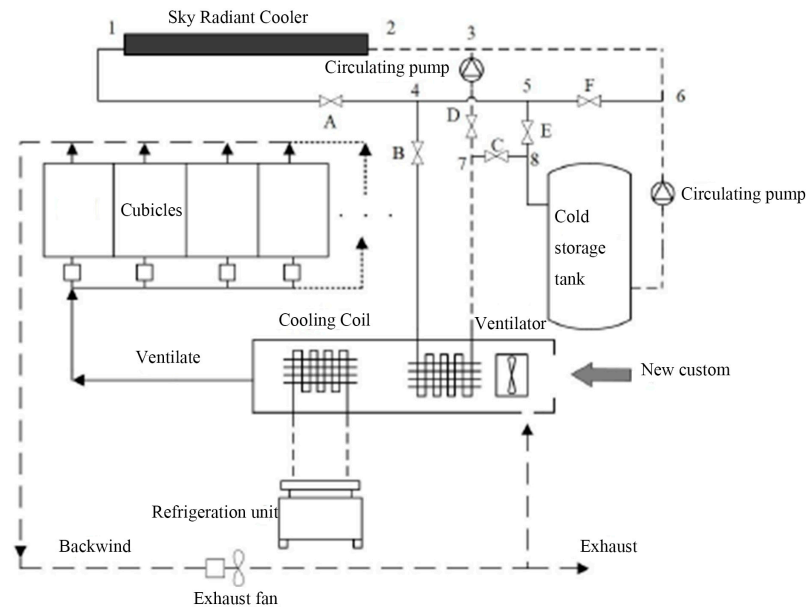 Sky Radiant Cooler
1
2
3
Circulating pump
4
5
F
6
A
D
E
B
C
7
8
Cubicles
. . .
Circulating pump
Cold
storage
tank
Cooling Coil
Ventilator
Ventilate
New custom
Refrigeration unit
Backwind
Exhaust
Exhaust fan